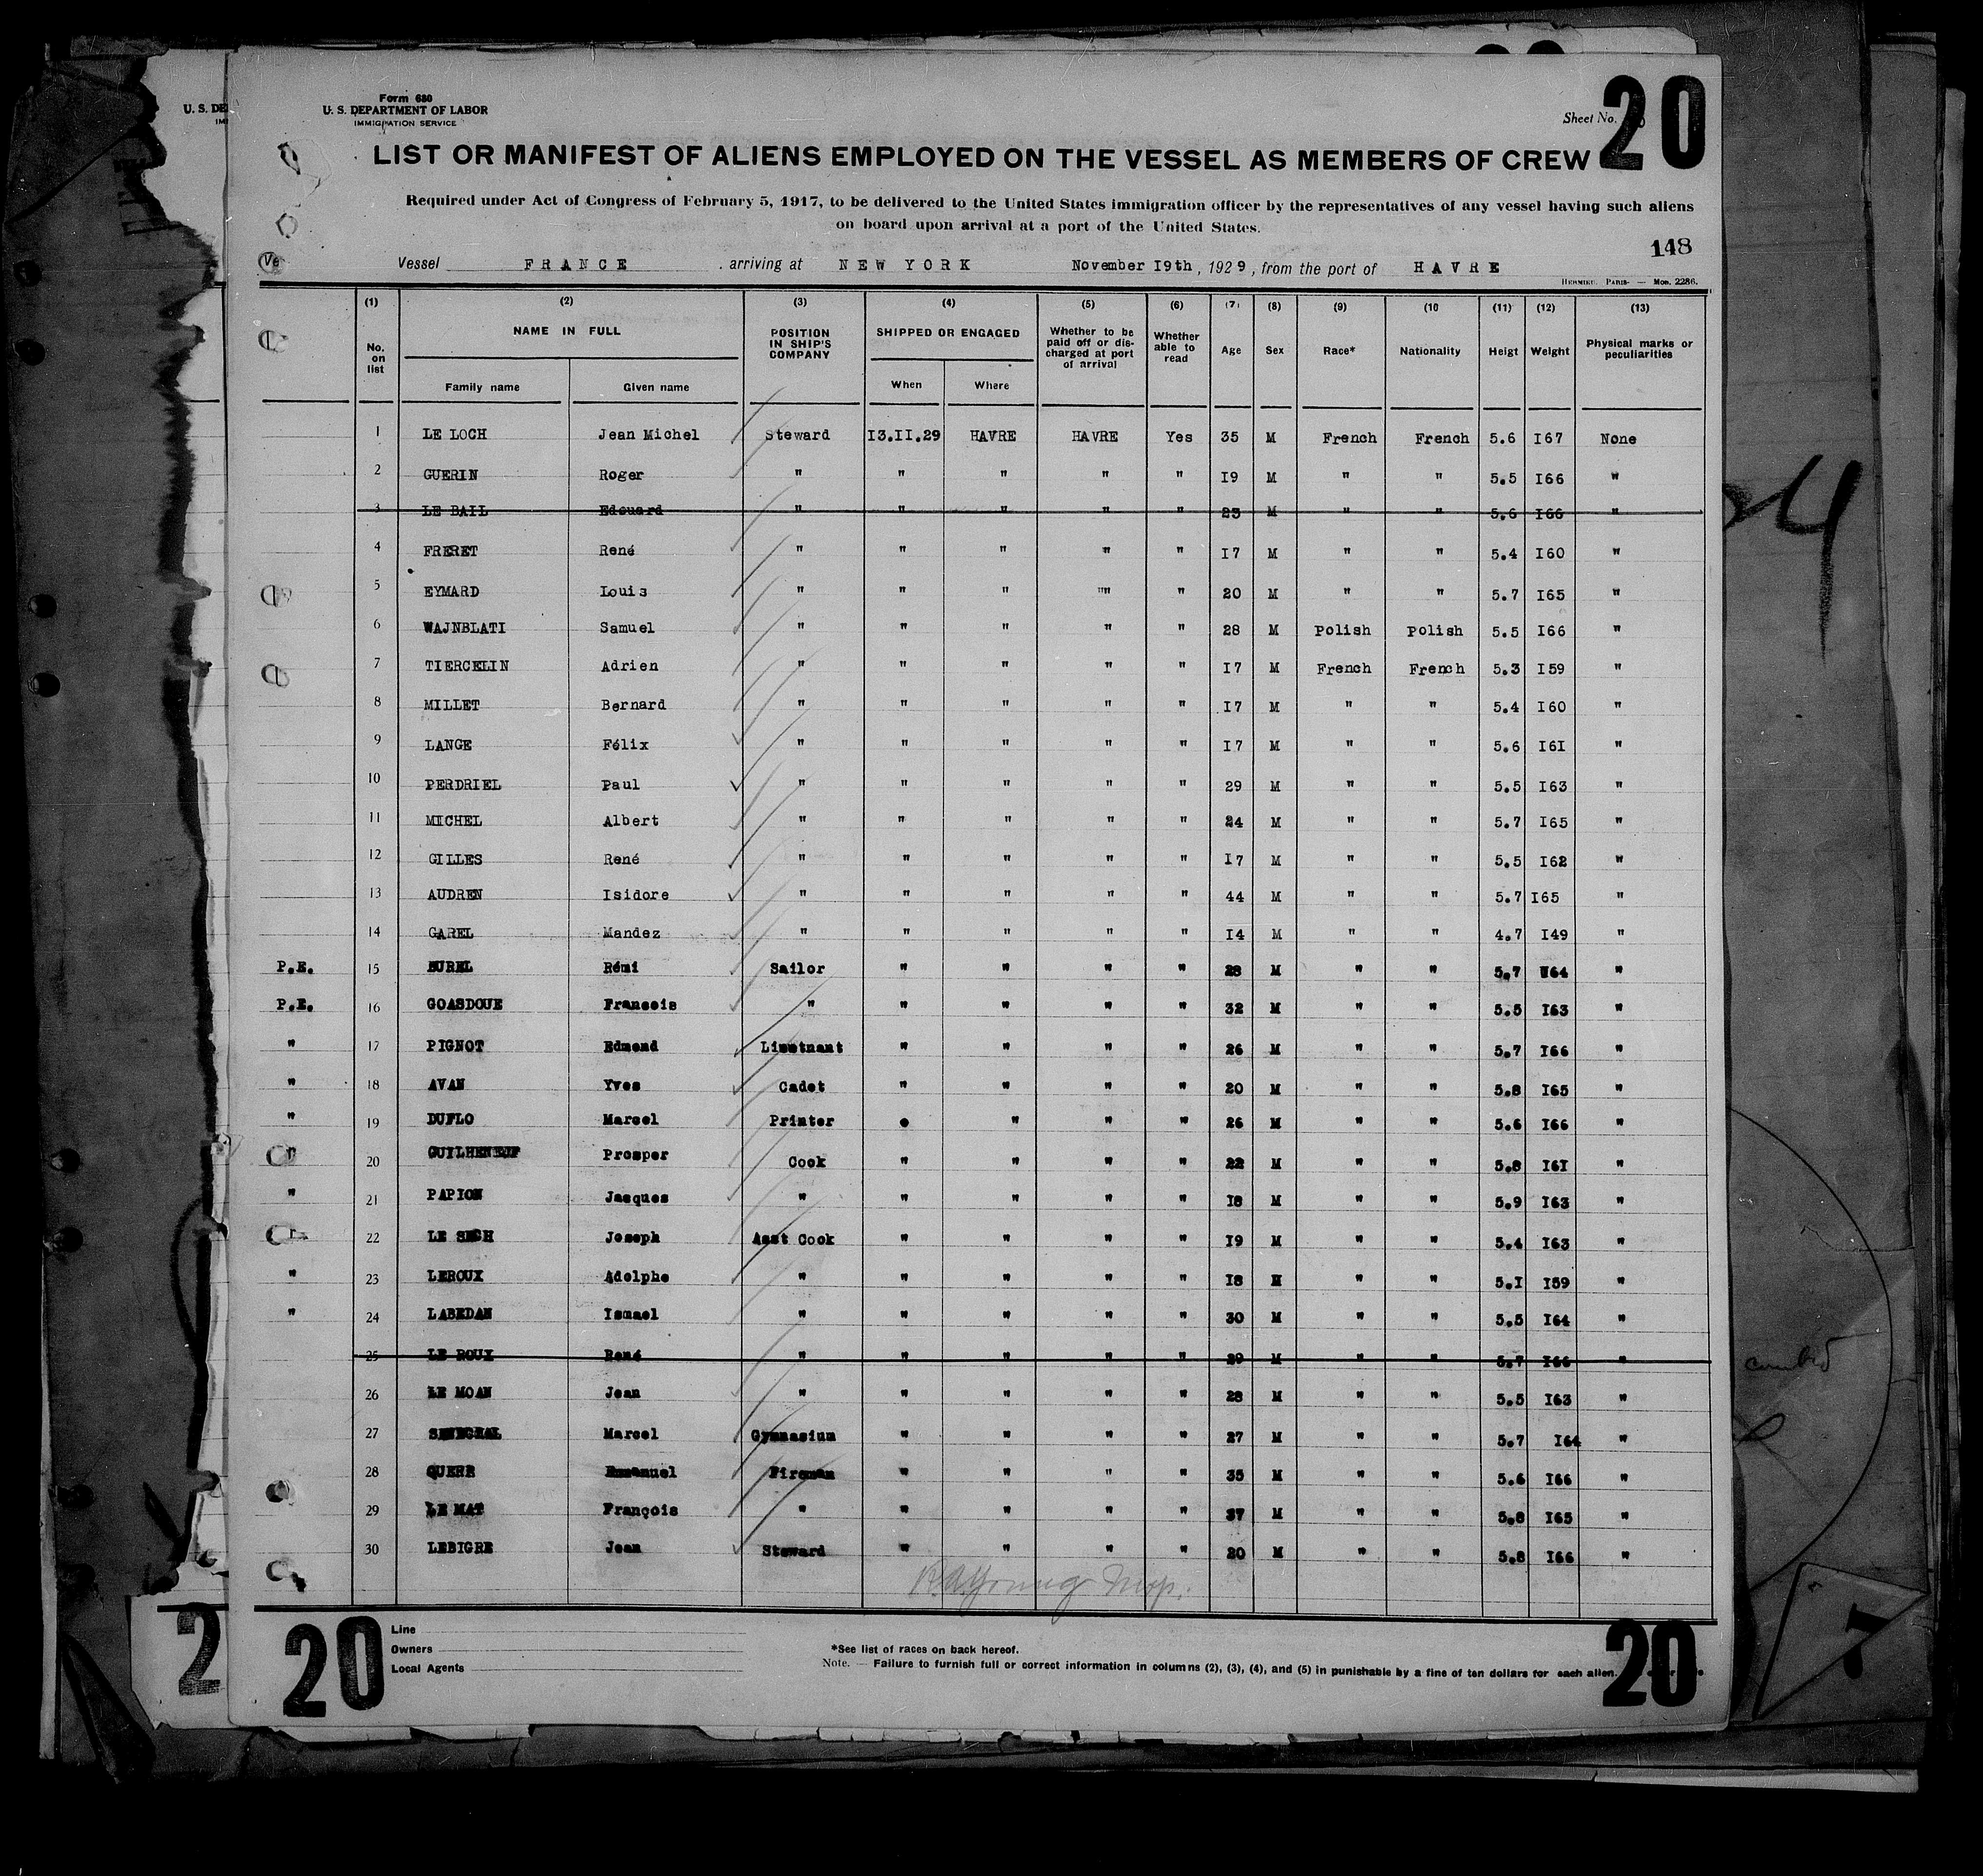 Form 680
U. S. DEPARTMENT OF LABOR
IMMIGRATION SERVICE
Sheet No.
20
LIST OR MANIFEST OF ALIENS EMPLOYED ON THE VESSEL AS MEMBERS OF CREW
Required under Act of Congress of February 5, 1917, to be delivered to the United States immigration officer by the representatives of any vessel having such aliens
on board upon arrival at a port of the United States.
148
Vessel FRANCE . arriving at NEW YORK November I9th, 1929, from the port of HAVRE
(1) (2) (3) (4) (5) (6) (7) (8) (9) (10 (11) (12) (13)
No. on list NAME IN FULL Family name Given name POSITION IN SHIP'S COMPANY SHIPPED OR ENGAGED When Where Whether to be paid off or discharged at port of arrival Whether able to read Age Sex Race* Nationality Heigt Weight Physical marks or peculiarities
1 LE LOCH Jean Michel Steward I3.II.29 HAVRE HAVRE Yes 35 M French French 5.6 I67 None
2 GUERIN Roger " " " " " I9 M " " 5.5 I66 "
3 LE BAIL Edouard " " " " " 23 M " " 5.6 I66 "
4 FRERET René " " " " " I7 M " " 5.4 I60 "
5 EYMARD Louis " " " "" " 20 M " " 5.7 I65 "
6 WAJNBLATI Samuel " " " " " 28 M Polish Polish 5.5 I66 "
7 TIERCELIN Adrien " " " " " I7 M French French 5.3 I59 "
8 MILLET Bernard " " " " " I7 M " " 5.4 I60 "
9 LANGE Félix " " " " " I7 M " " 5.6 I6I "
10 PERDRIEL Paul " " " " " 29 M " " 5.5 I63 "
11 MICHEL Albert " " " " " 24 M " " 5.7 I65 "
12 GILLES René " " " " " I7 M " " 5.5 I62 "
13 AUDREN Isidore " " " " " 44 M " " 5.7 I65 "
14 GAREL Mandez " " " " " I4 M " " 4.7 I49 "
P.E. 15 BUREL Rémi Sailor " " " " 28 M " " 5.7 64 "
P.E. 16 GOASDOUE Francois " " " " " 32 M " " 5.5 I63 "
" 17 PIGNOT Edmond Lieutnant " " " " 26 M " " 5.7 I66 "
" 18 AVAN Yves Cadet " " " " 20 M " " 5.8 I65 "
" 19 DUFLO Marcel Printer " " " 26 M " " 5.6 I66 "
" 20 GUILHENEUF Prosper Cook " " " " 22 M " " 5.8 I6I "
" 21 PAPION Jacques " " " " " I8 M " " 5.9 I63 "
22 LE SECH Joseph Asst Cook " " " " I9 M " " 5.4 I63 "
" 23 LEROUX Adolphe " " " " " I8 M " " 5.I I59 "
" 24 LABEDAN Ismael " " " " " 30 M " " 5.5 I64 "
25 LE ROUX René " " " " " 29 M " " 5.7 I66 "
26 LE MOAN Jean " " " " " 28 M " " 5.5 I63 "
27 SENECHAL Marcel Gymnasium " " " " 27 M " " 5.7 I64 "
28 QUERE Emmanuel Fireman " " " " 35 M " " 5.6 I66 "
29 LE MAT François " " " " " 37 M " " 5.8 I65 "
30 LEBIGRE Jean Steward " " " " 20 M " " 5.8 I66 "
Line
Owners
Local Agents
*See list of races on back hereof.
Note. — Failure to furnish full or correct information in columns (2), (3), (4), and (5) in punishable by a fine of ten dollars for each alien.
20
20
2